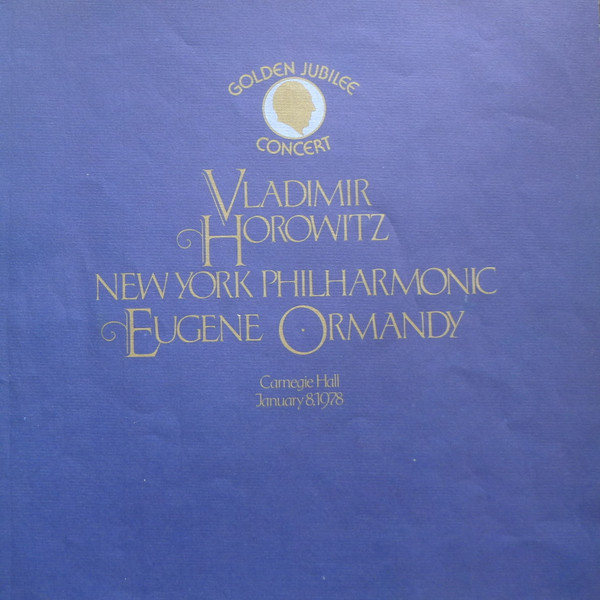 GOLDEN JUBILEE
CONCERT
VLADIMIR
HOROWITZ
NEW YORK PHILHARMONIC
EUGENE ORMANDY
Carnegie Hall
January 8, 1978